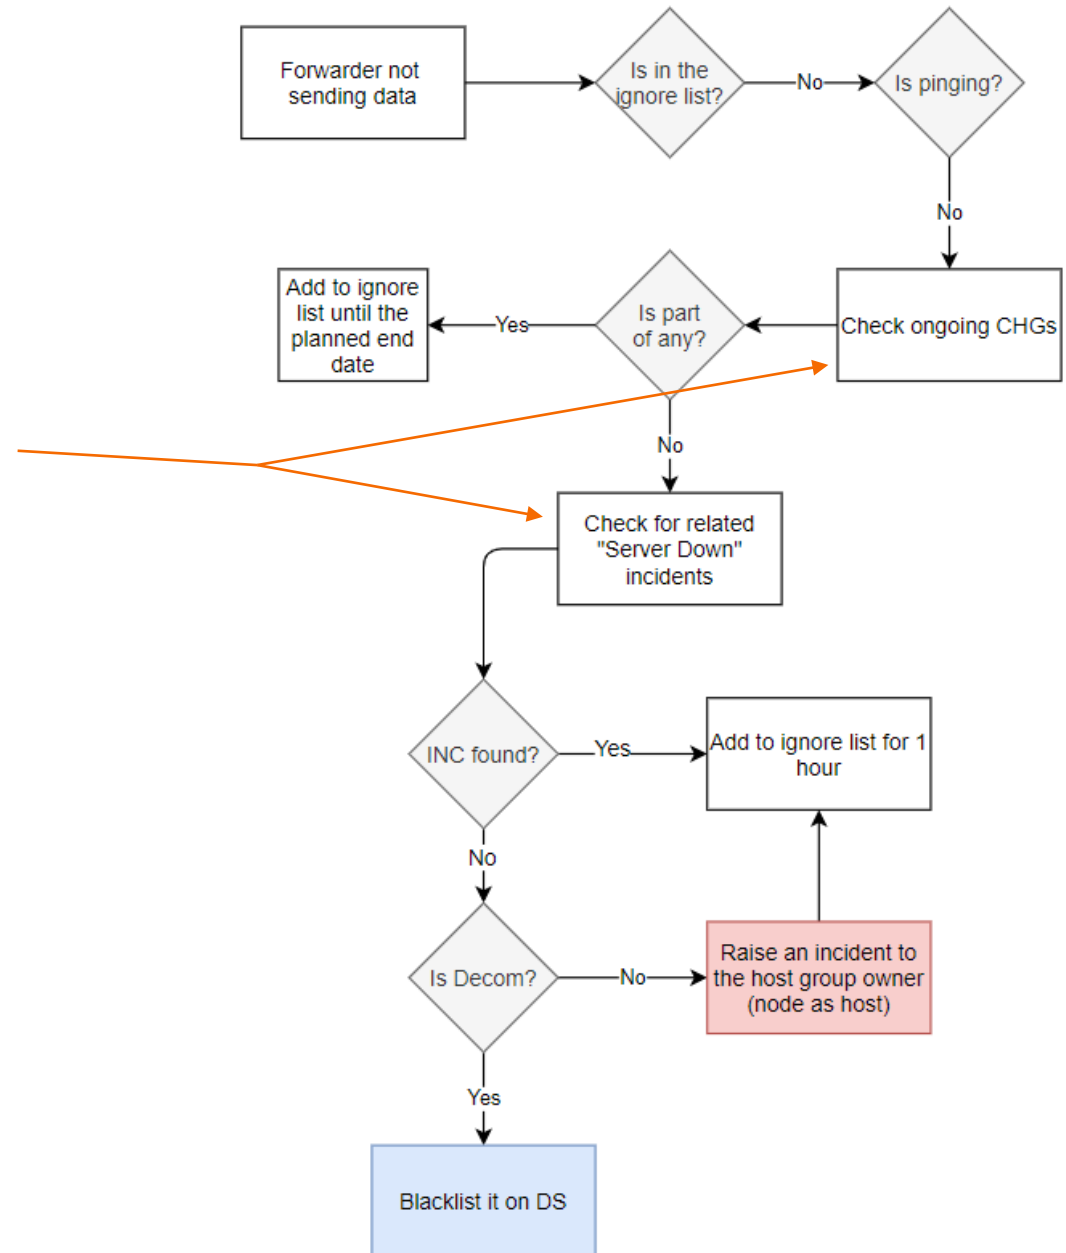 Forwarder not
sending data
Is in the
ignore list?
No
Is pinging?
No
Add to ignore
list until the
planned end
date
Yes
Is part
of any?
Check ongoing CHGs
No
Check for related
"Server Down"
incidents
INC found?
Yes
Add to ignore list for 1
hour
No
Is Decom?
No
Raise an incident to
the host group owner
(node as host)
Yes
Blacklist it on DS